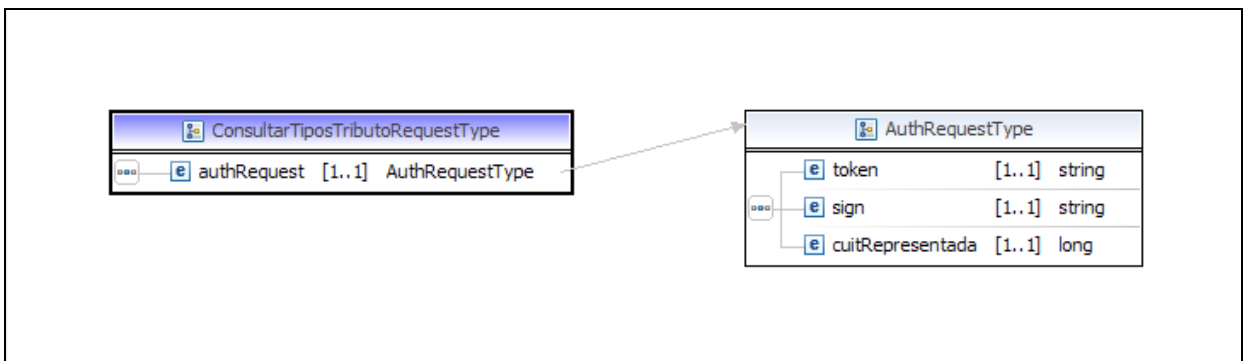 ConsultarTiposTributoRequestType
authRequest [1..1] AuthRequestType
AuthRequestType
token [1..1] string
sign [1..1] string
cuitRepresentada [1..1] long